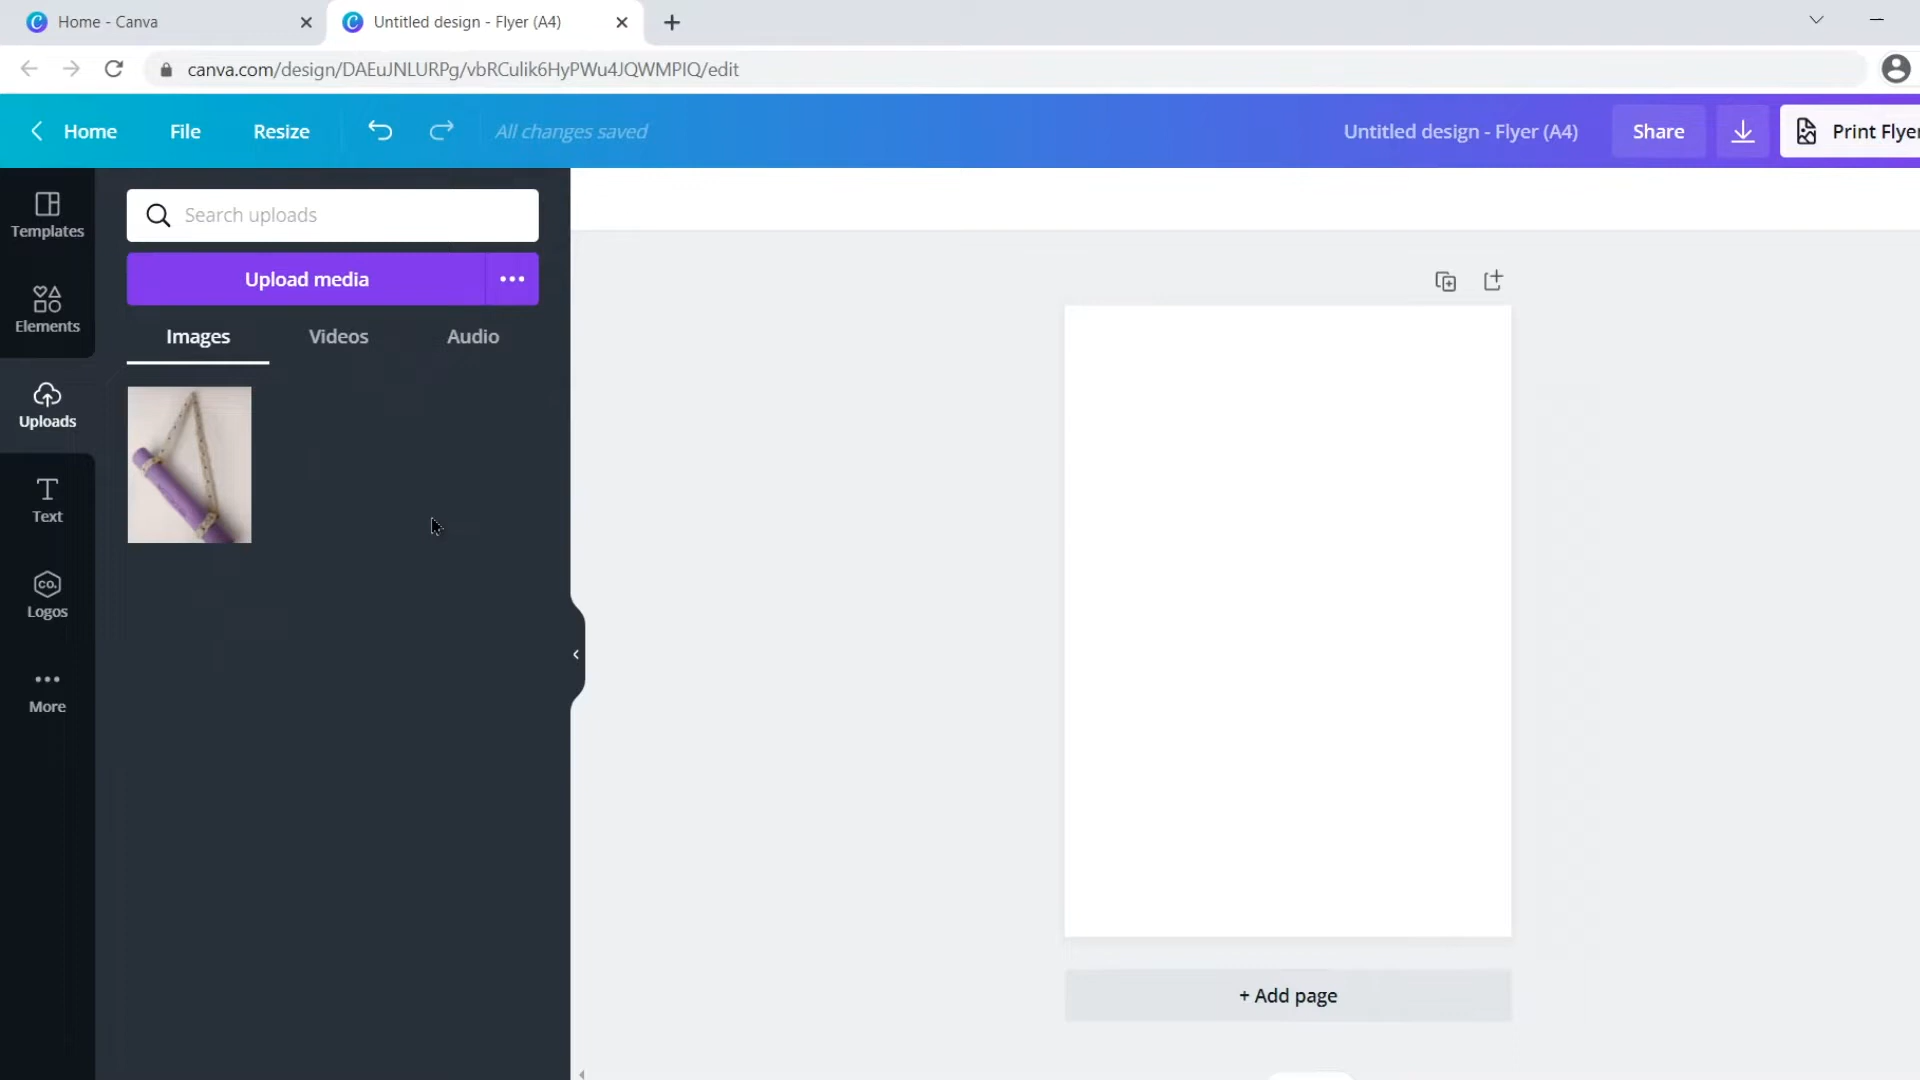 Home - Canva
Untitled design - Flyer (A4)
canva.com/design/DAEuJNLURPg/vbRCulik6HyPWu4JQWMPIQ/edit
Home
File
Resize
All changes saved
Untitled design - Flyer (A4)
Share
Print Flyer
Templates
Elements
Uploads
Text
CO.
Logos
More
Search uploads
Upload media
Images
Videos
Audio
+ Add page